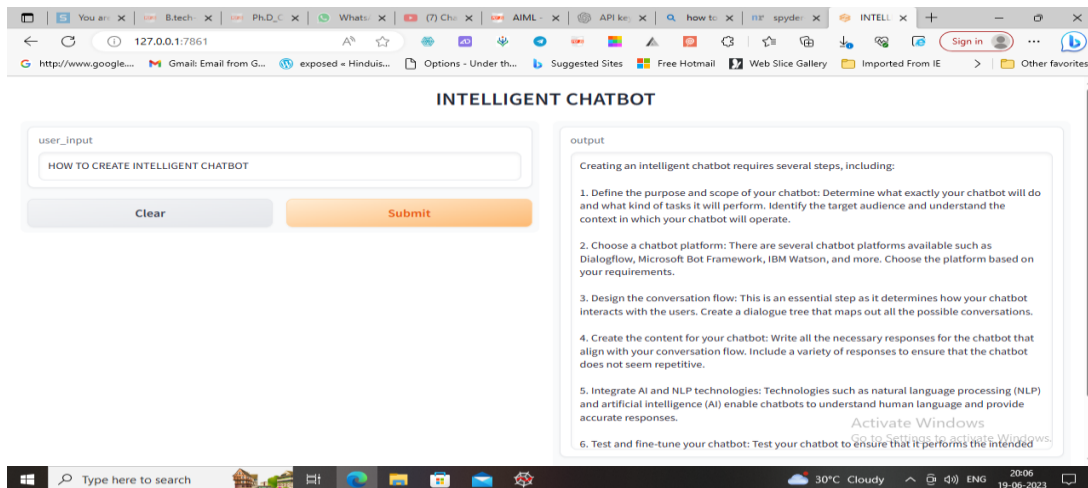 You ar
B.tech-
Ph.D_C
Whats
(7) Ch
AIML -
API key
how to
spyder
INTELL
127.0.0.1:7861
Sign in
http://www.google....
Gmail: Email from G...
exposed « Hinduis...
Options - Under th...
Suggested Sites
Free Hotmail
Web Slice Gallery
Imported From IE
Other favorites
INTELLIGENT CHATBOT
user_input
HOW TO CREATE INTELLIGENT CHATBOT
Clear
Submit
output
Creating an intelligent chatbot requires several steps, including:
1. Define the purpose and scope of your chatbot: Determine what exactly your chatbot will do
and what kind of tasks it will perform. Identify the target audience and understand the
context in which your chatbot will operate.
2. Choose a chatbot platform: There are several chatbot platforms available such as
Dialogflow, Microsoft Bot Framework, IBM Watson, and more. Choose the platform based on
your requirements.
3. Design the conversation flow: This is an essential step as it determines how your chatbot
interacts with the users. Create a dialogue tree that maps out all the possible conversations.
4. Create the content for your chatbot: Write all the necessary responses for the chatbot that
align with your conversation flow. Include a variety of responses to ensure that the chatbot
does not seem repetitive.
5. Integrate AI and NLP technologies: Technologies such as natural language processing (NLP)
and artificial intelligence (AI) enable chatbots to understand human language and provide
accurate responses.
6. Test and fine-tune your chatbot: Test your chatbot to ensure that it performs the intended
Activate Windows
Go to Settings to activate Windows.
Type here to search
30°C Cloudy
ENG
20:06
19-06-2023